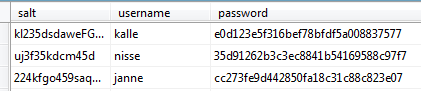 salt username password
kl235dsdaweFG... kalle e0d123e5f316bef78bfdf5a008837577
uj3f35kdcm45d nisse 35d91262b3c3ec8841b54169588c97f7
224kfgo459saq... janne cc273fe9d442850fa18c31c88c823e07